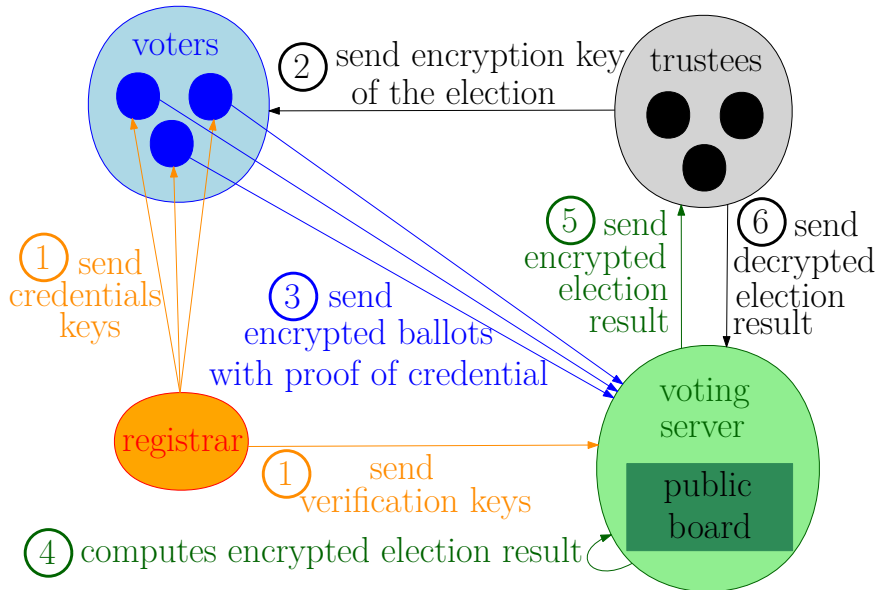 voters
2 send encryption key
of the election
trustees
1 send
credentials
keys
3 send
encrypted ballots
with proof of credential
5 send
encrypted
election
result
6 send
decrypted
election
result
registrar
1 send
verification keys
voting
server
public
board
4 computes encrypted election result